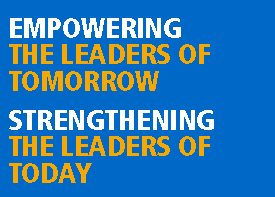 EMPOWERING
THE LEADERS OF
TOMORROW
STRENGTHENING
THE LEADERS OF
TODAY